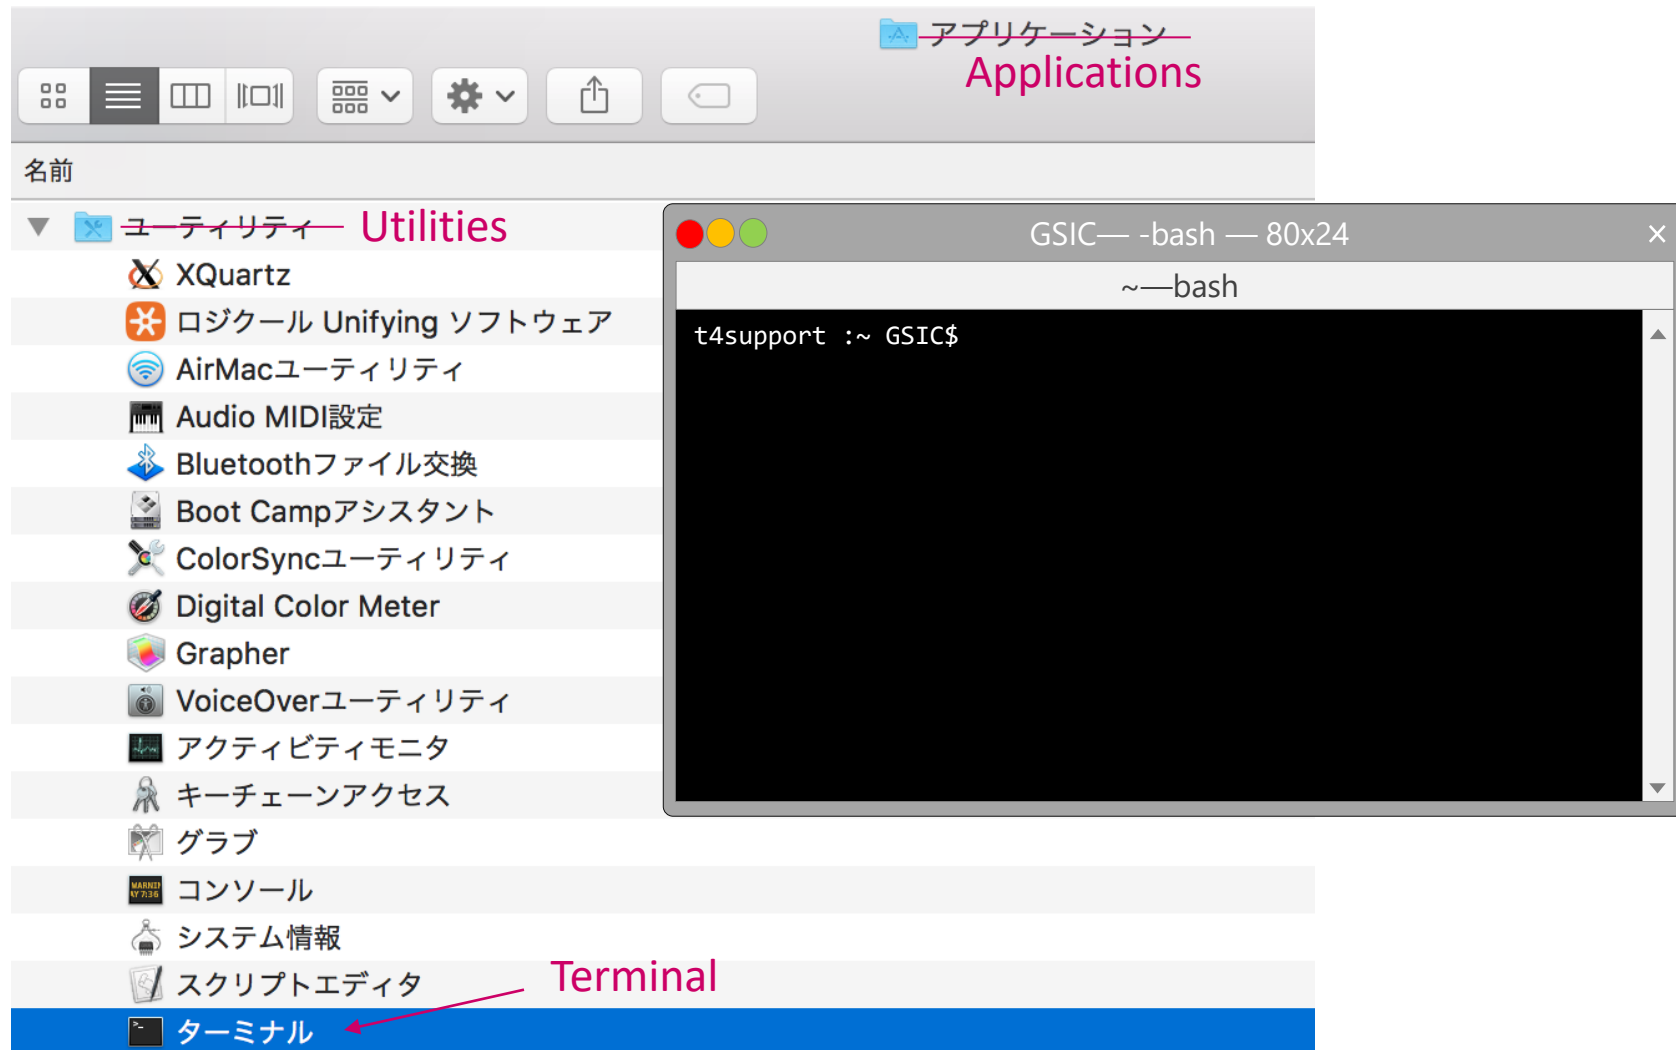 アプリケーション
Applications
名前
ユーティリティ Utilities
XQuartz
ロジクール Unifying ソフトウェア
AirMacユーティリティ
Audio MIDI設定
Bluetoothファイル交換
Boot Campアシスタント
ColorSyncユーティリティ
Digital Color Meter
Grapher
VoiceOverユーティリティ
アクティビティモニタ
キーチェーンアクセス
グラブ
コンソール
システム情報
スクリプトエディタ
Terminal
ターミナル
GSIC— -bash — 80x24
~—bash
t4support :~ GSIC$